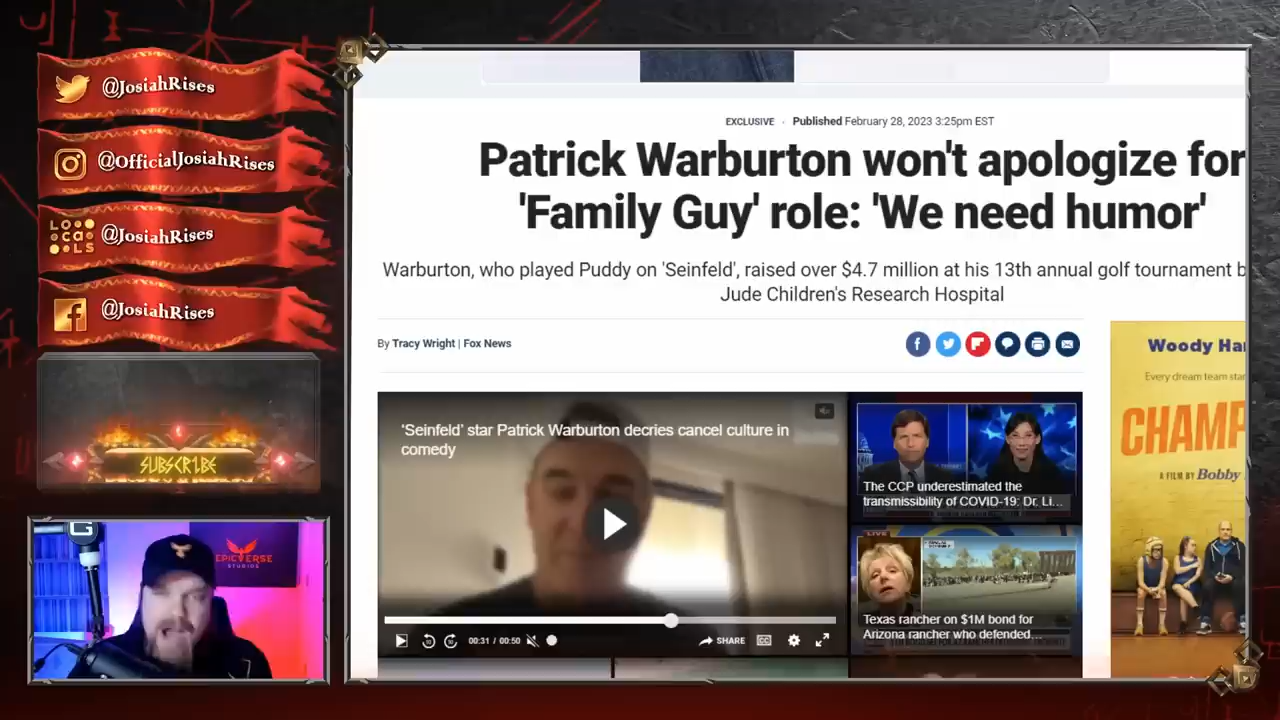 @JosiahRises
@OfficialJosiahRises
LOCALS
@JosiahRises
@JosiahRises
SUBSCRIBE
G
EPICVERSE
STUDIOS
EXCLUSIVE · Published February 28, 2023 3:25pm EST
Patrick Warburton won't apologize for
'Family Guy' role: 'We need humor'
Warburton, who played Puddy on 'Seinfeld', raised over $4.7 million at his 13th annual golf tournament b
Jude Children's Research Hospital
By Tracy Wright | Fox News
'Seinfeld' star Patrick Warburton decries cancel culture in
comedy
00:31 / 00:50
SHARE
CC
The CCP underestimated the
transmissibility of COVID-19: Dr. Li...
LIVE
Texas rancher on $1M bond for
Arizona rancher who defended...
Woody Har
Every dream team star
CHAMP
A FILM BY Bobby